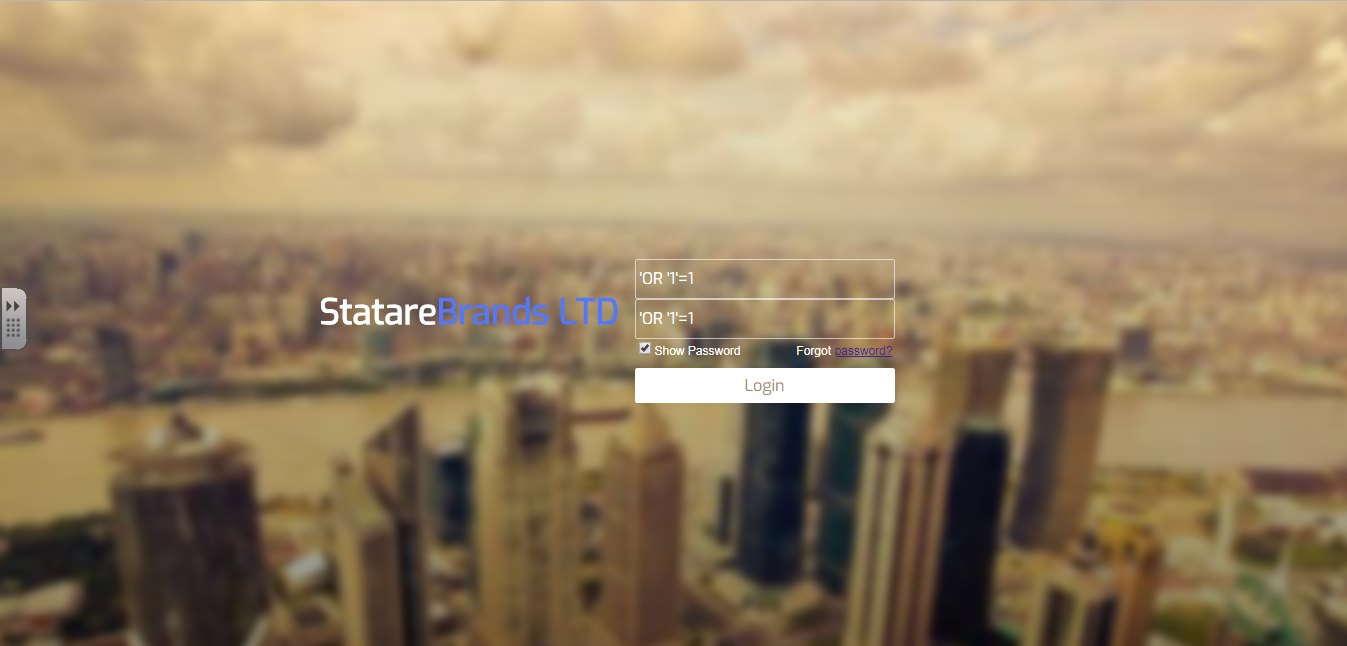 'OR '1'=1
StatareBrands LTD
'OR '1'=1
Show Password Forgot password?
Login